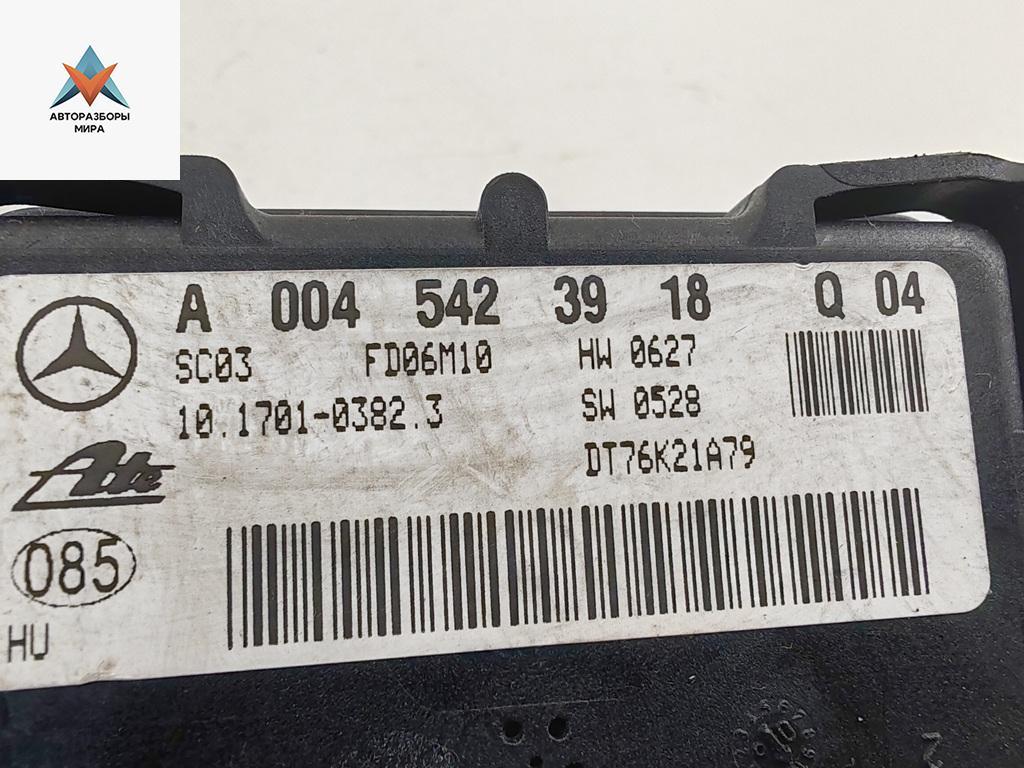 АВТОРАЗБОРЫ
МИРА
A 004 542 39 18 Q 04
SC03 FD06M10 HW 0627
10.1701-0382.3 SW 0528
Ate DT76K21A79
085
HU